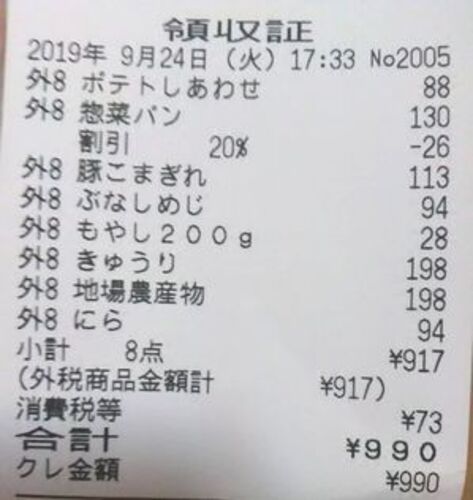 領収証
2019年 9月24日（火）17:33 No2005
外8 ポテトしあわせ 88
外8 惣菜パン 130
割引 20% -26
外8 豚こまぎれ 113
外8 ぶなしめじ 94
外8 もやし２００ｇ 28
外8 きゅうり 198
外8 地場農産物 198
外8 にら 94
小計 8点 ¥917
(外税商品金額計 ¥917)
消費税等 ¥73
合計 ¥９９０
クレ金額 ¥990